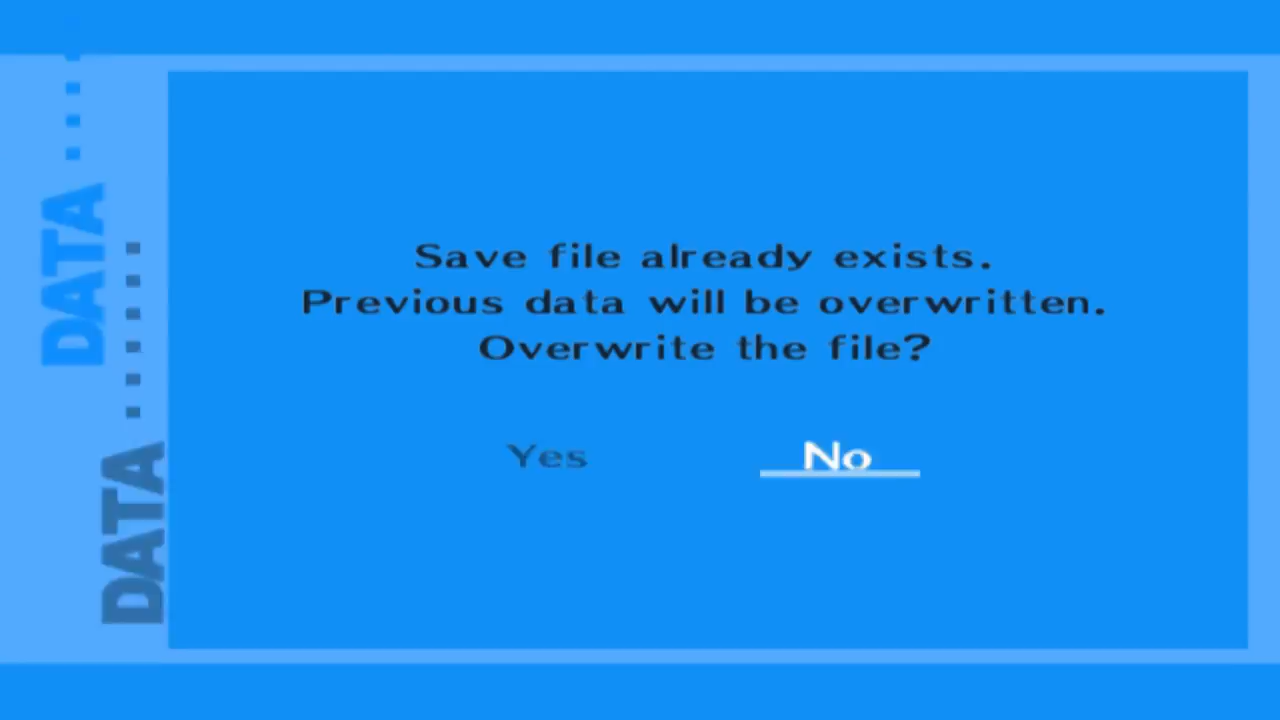 DATA
DATA
Save file already exists.
Previous data will be overwritten.
Overwrite the file?
Yes
No